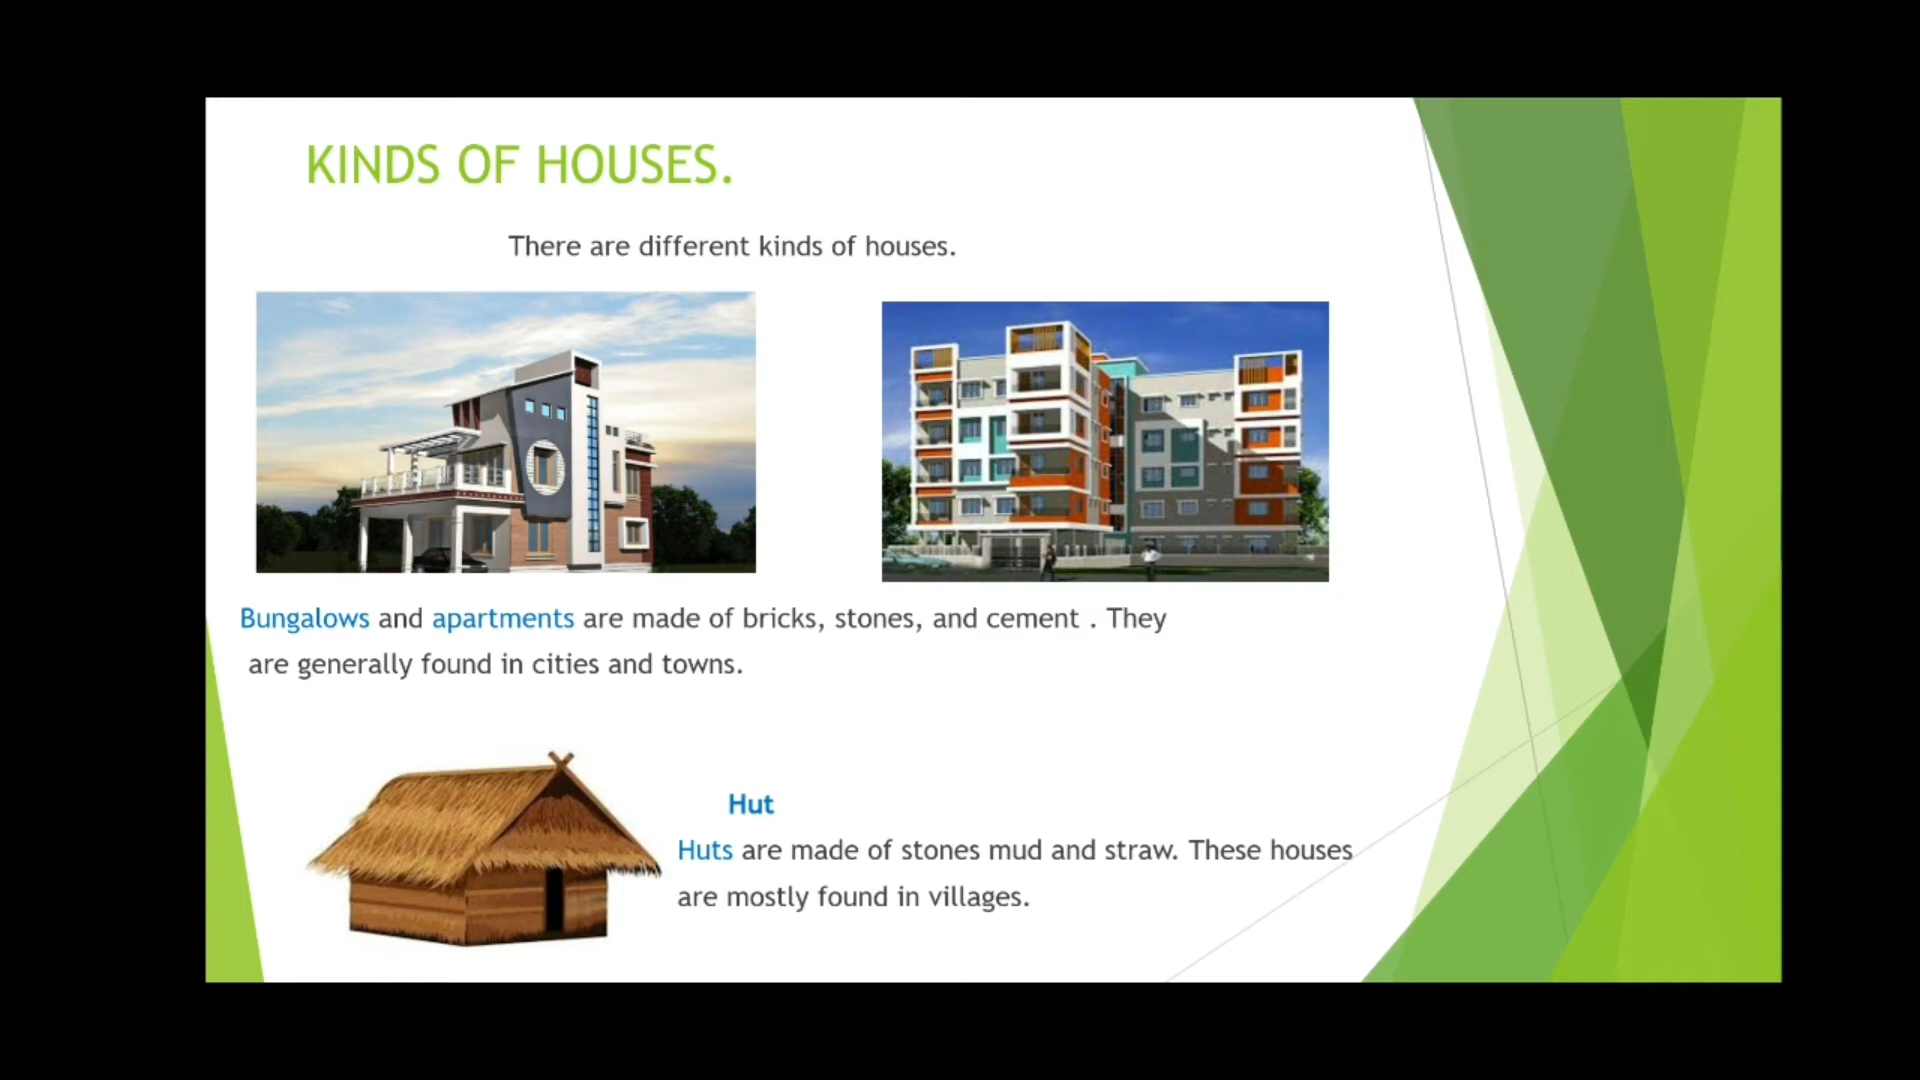 KINDS OF HOUSES.
There are different kinds of houses.
Bungalows and apartments are made of bricks, stones, and cement . They
are generally found in cities and towns.
Hut
Huts are made of stones mud and straw. These houses
are mostly found in villages.